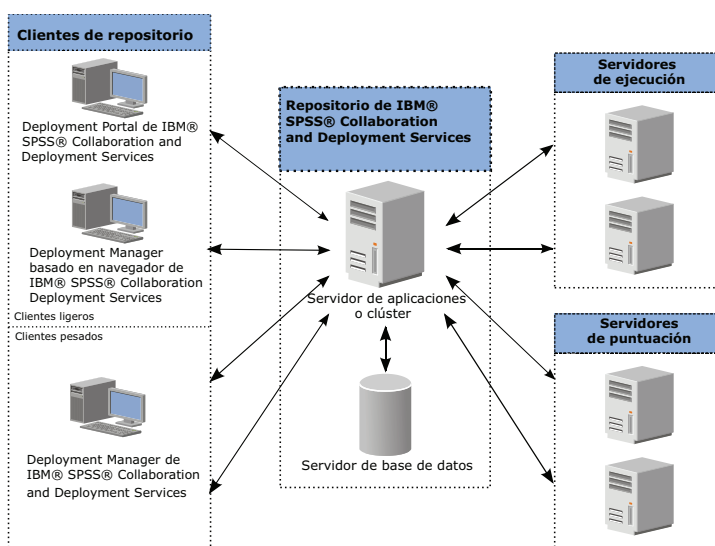 Clientes de repositorio
Deployment Portal de IBM®
SPSS® Collaboration and
Deployment Services
Deployment Manager
basado en navegador de
IBM® SPSS® Collaboration
Deployment Services
Clientes ligeros
Clientes pesados
Deployment Manager de
IBM® SPSS® Collaboration
and Deployment Services
Repositorio de IBM®
SPSS® Collaboration
and Deployment Services
Servidor de aplicaciones
o clúster
Servidor de base de datos
Servidores
de ejecución
Servidores
de puntuación